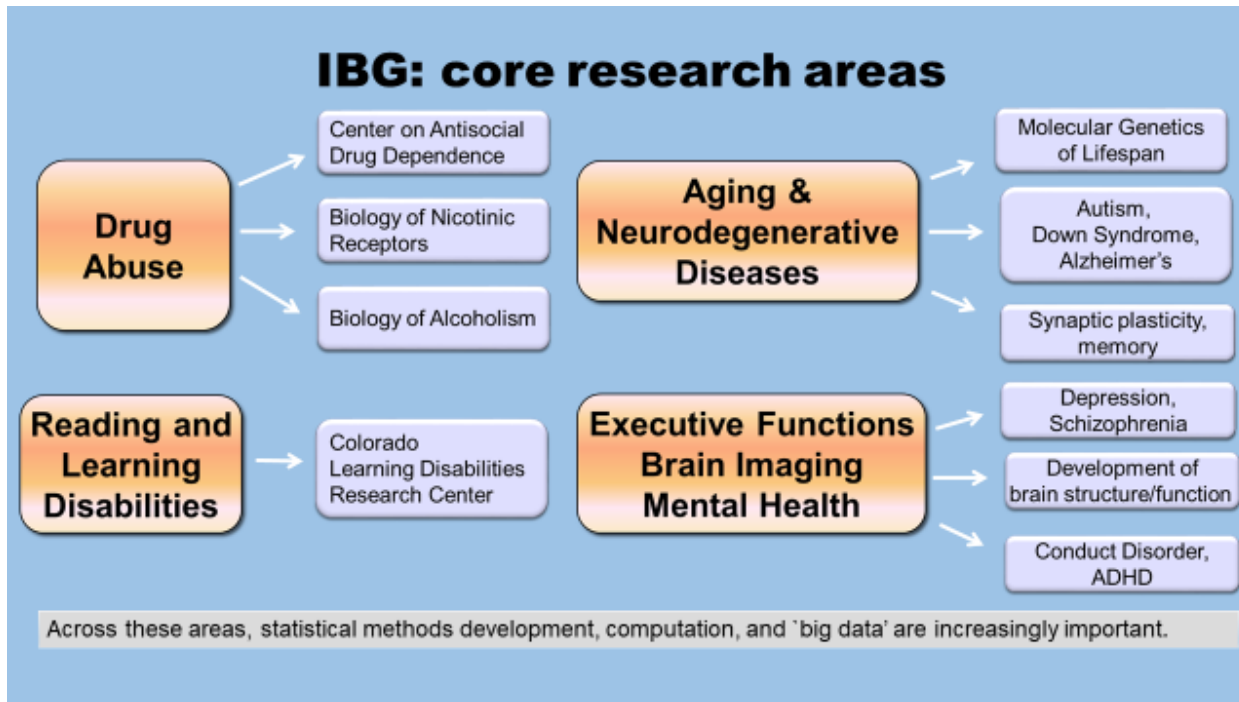 IBG: core research areas
Drug
Abuse
Center on Antisocial
Drug Dependence
Biology of Nicotinic
Receptors
Biology of Alcoholism
Aging &
Neurodegenerative
Diseases
Molecular Genetics
of Lifespan
Autism,
Down Syndrome,
Alzheimer’s
Synaptic plasticity,
memory
Reading and
Learning
Disabilities
Colorado
Learning Disabilities
Research Center
Executive Functions
Brain Imaging
Mental Health
Depression,
Schizophrenia
Development of
brain structure/function
Conduct Disorder,
ADHD
Across these areas, statistical methods development, computation, and `big data’ are increasingly important.